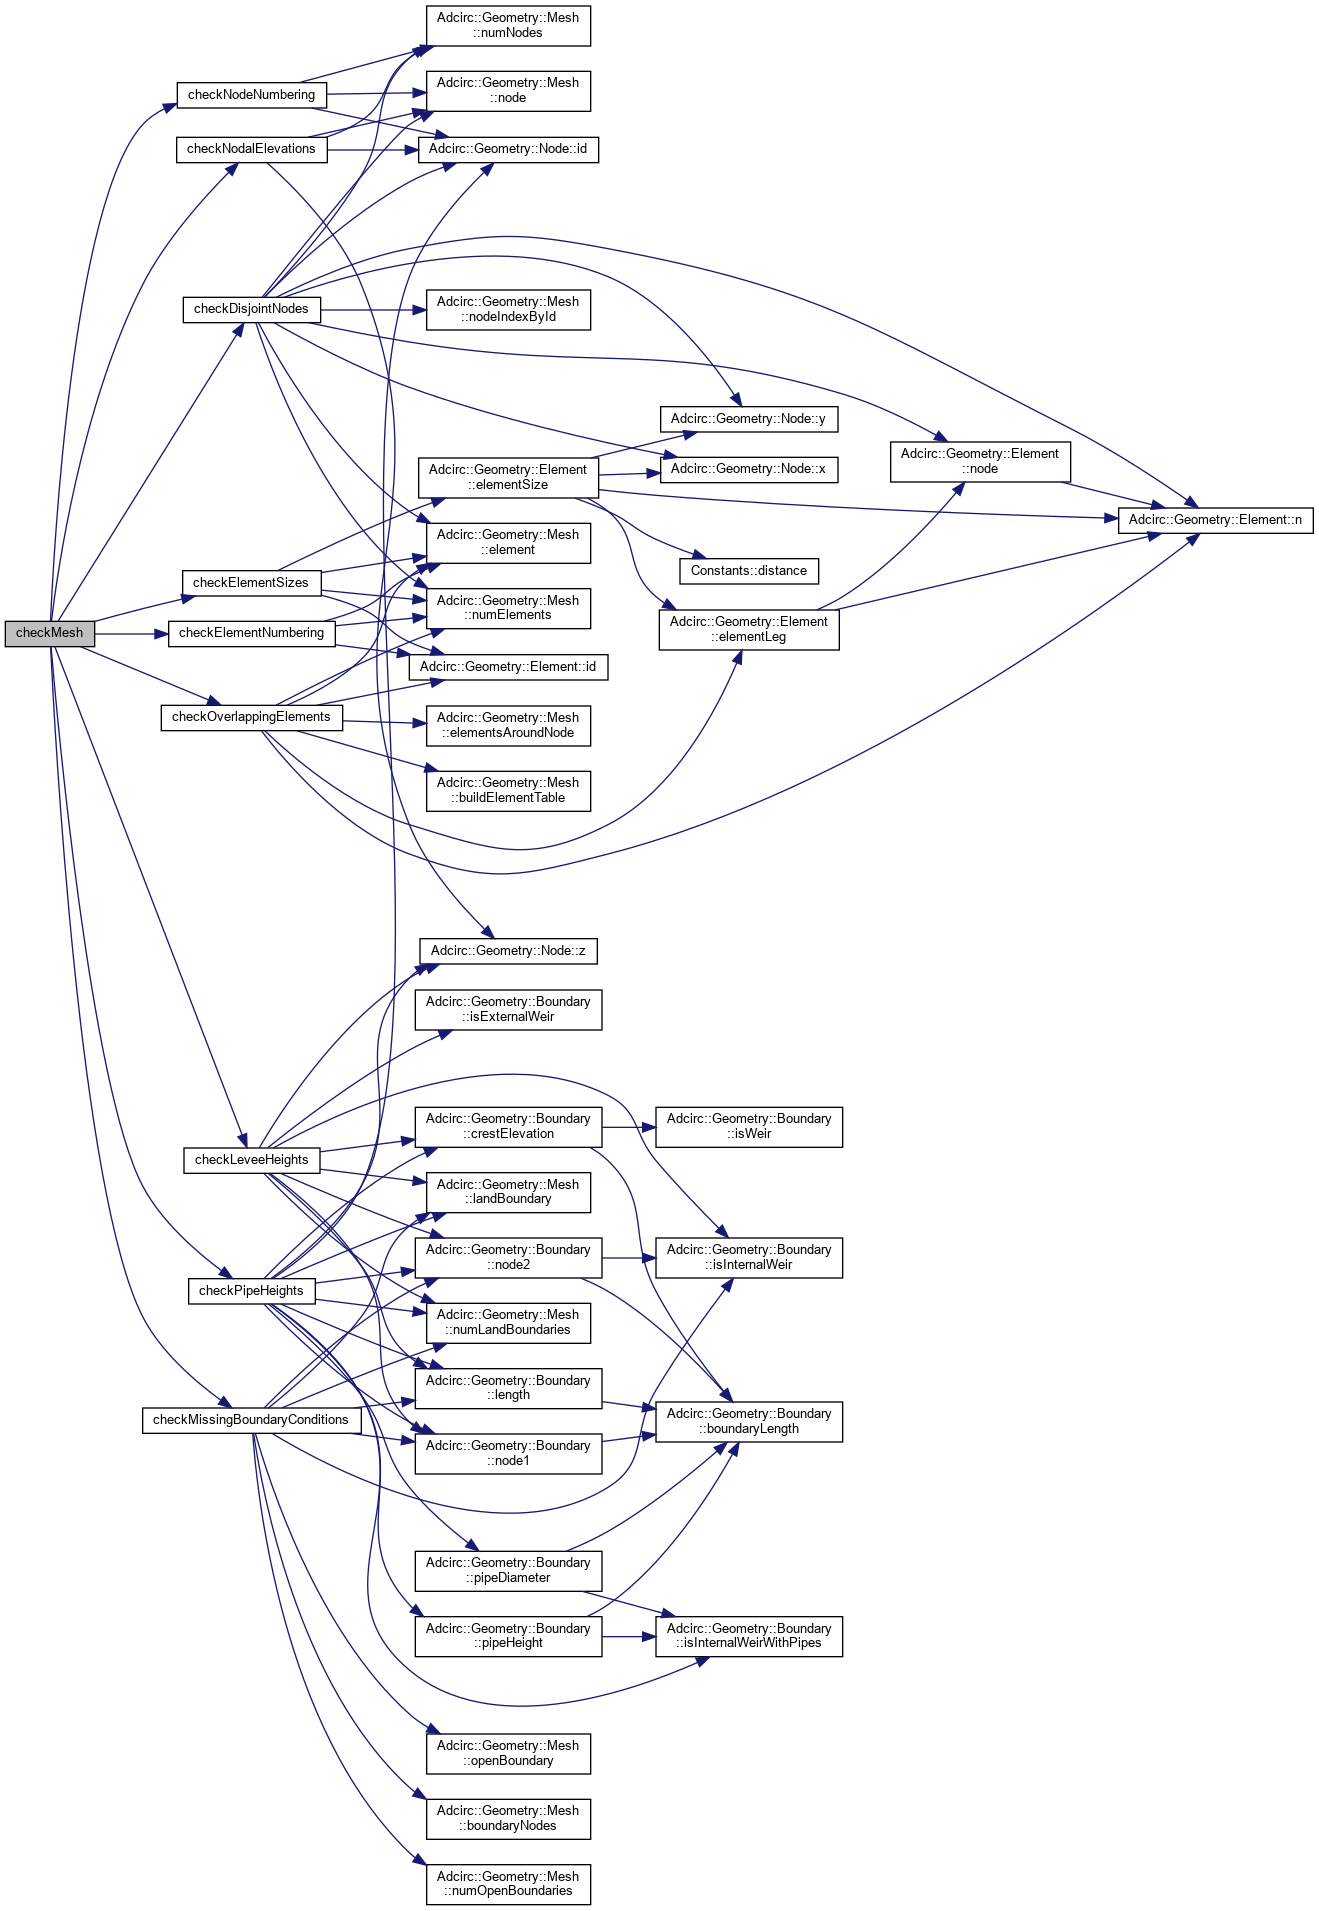 checkMesh
checkNodeNumbering
checkNodalElevations
checkDisjointNodes
checkElementSizes
checkElementNumbering
checkOverlappingElements
checkLeveeHeights
checkPipeHeights
checkMissingBoundaryConditions
Adcirc::Geometry::Mesh
::numNodes
Adcirc::Geometry::Mesh
::node
Adcirc::Geometry::Node::id
Adcirc::Geometry::Mesh
::nodeIndexById
Adcirc::Geometry::Element
::elementSize
Adcirc::Geometry::Mesh
::element
Adcirc::Geometry::Mesh
::numElements
Adcirc::Geometry::Element::id
Adcirc::Geometry::Mesh
::elementsAroundNode
Adcirc::Geometry::Mesh
::buildElementTable
Adcirc::Geometry::Node::z
Adcirc::Geometry::Boundary
::isExternalWeir
Adcirc::Geometry::Boundary
::crestElevation
Adcirc::Geometry::Mesh
::landBoundary
Adcirc::Geometry::Boundary
::node2
Adcirc::Geometry::Mesh
::numLandBoundaries
Adcirc::Geometry::Boundary
::length
Adcirc::Geometry::Boundary
::node1
Adcirc::Geometry::Boundary
::pipeDiameter
Adcirc::Geometry::Boundary
::pipeHeight
Adcirc::Geometry::Mesh
::openBoundary
Adcirc::Geometry::Mesh
::boundaryNodes
Adcirc::Geometry::Mesh
::numOpenBoundaries
Adcirc::Geometry::Node::y
Adcirc::Geometry::Node::x
Constants::distance
Adcirc::Geometry::Element
::elementLeg
Adcirc::Geometry::Boundary
::isWeir
Adcirc::Geometry::Boundary
::isInternalWeir
Adcirc::Geometry::Boundary
::boundaryLength
Adcirc::Geometry::Boundary
::isInternalWeirWithPipes
Adcirc::Geometry::Element
::node
Adcirc::Geometry::Element::n